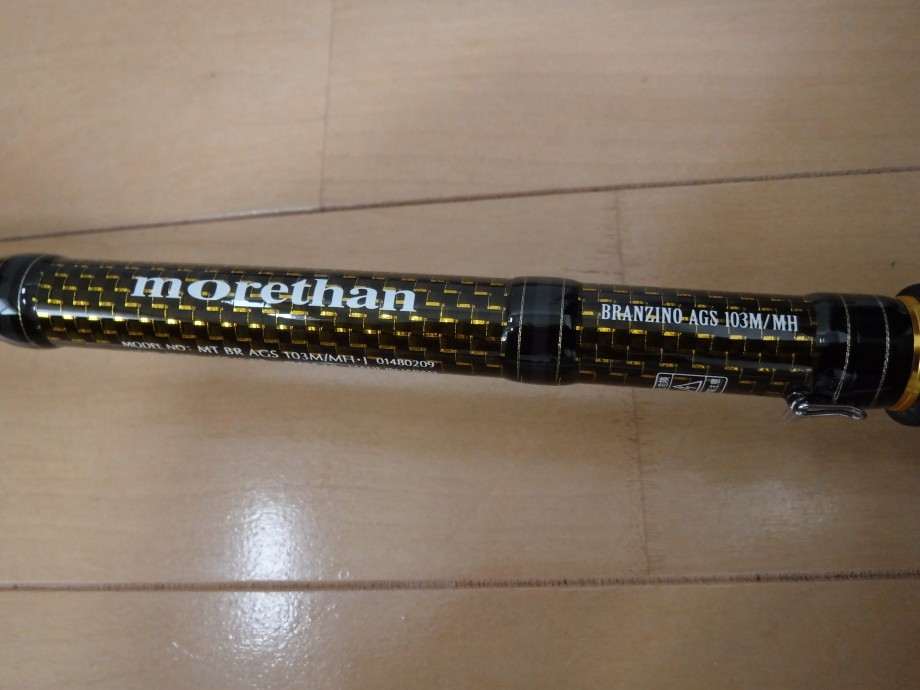 morethan
MODEL NO· MT BR AGS 103M/MH·J 01480209
BRANZINO AGS 103M/MH